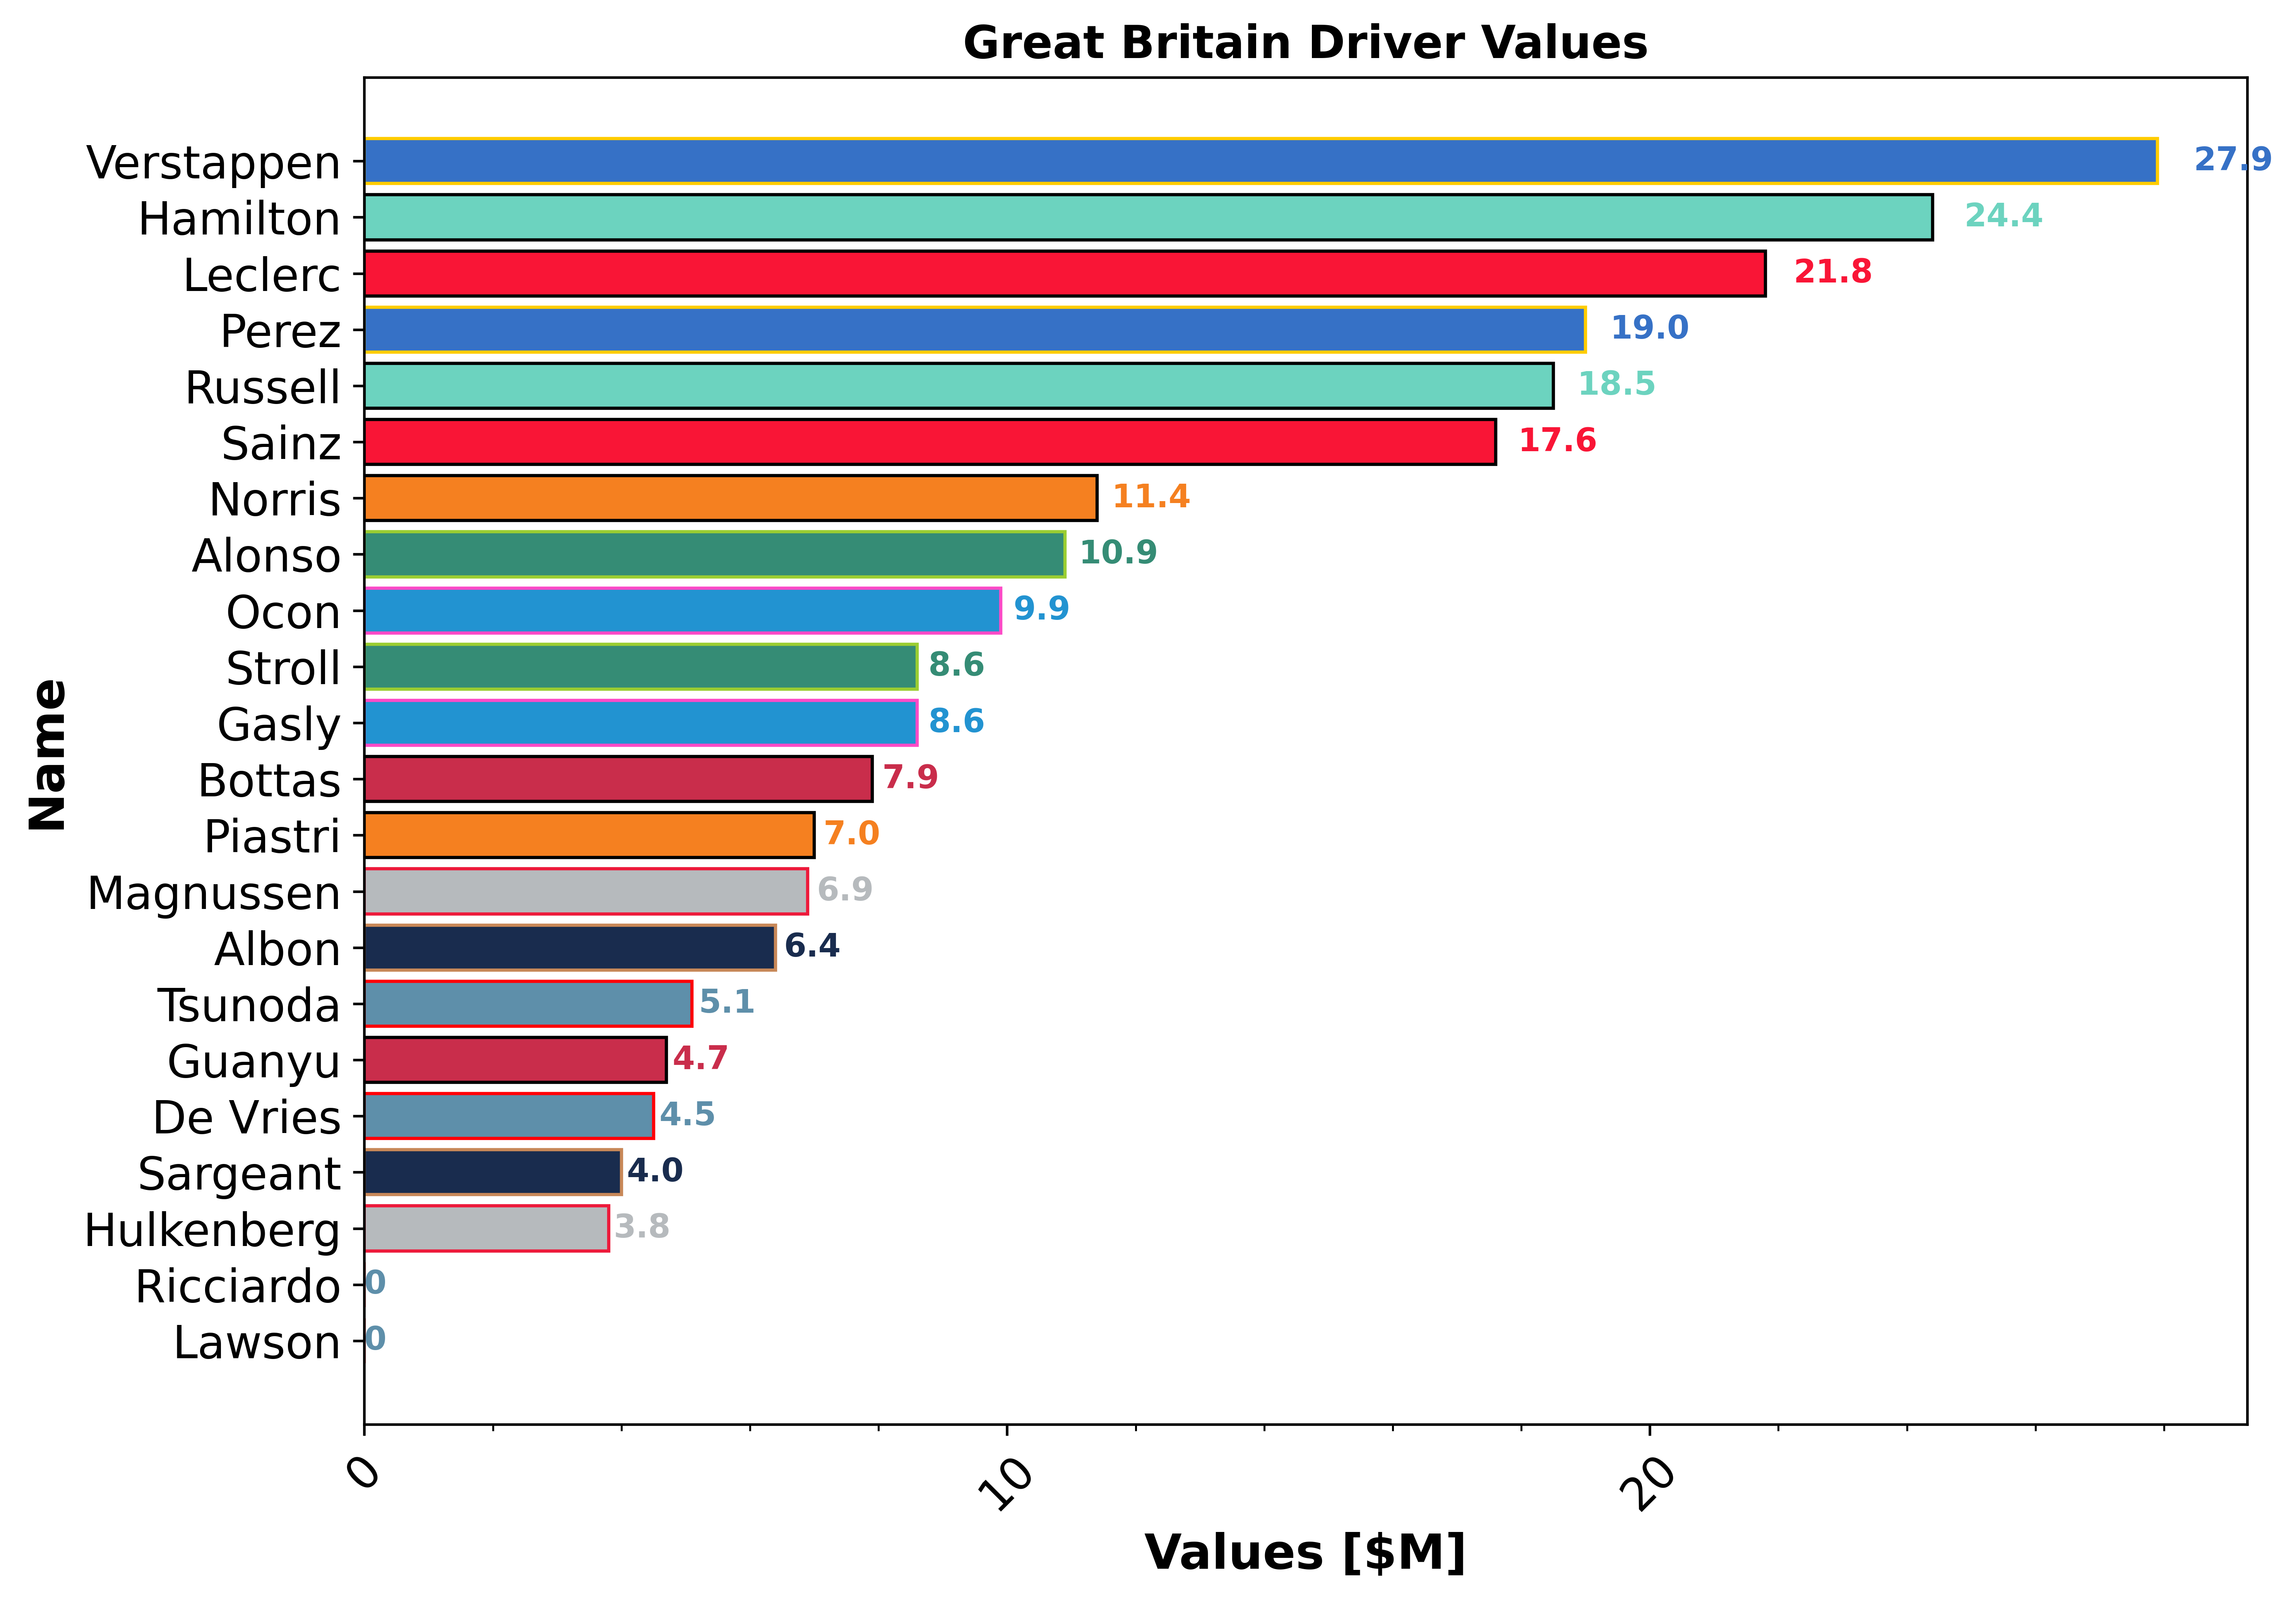 Great Britain Driver Values
Name
Verstappen 27.9
Hamilton 24.4
Leclerc 21.8
Perez 19.0
Russell 18.5
Sainz 17.6
Norris 11.4
Alonso 10.9
Ocon 9.9
Stroll 8.6
Gasly 8.6
Bottas 7.9
Piastri 7.0
Magnussen 6.9
Albon 6.4
Tsunoda 5.1
Guanyu 4.7
De Vries 4.5
Sargeant 4.0
Hulkenberg 3.8
Ricciardo 0
Lawson 0
0 10 20
Values [$M]